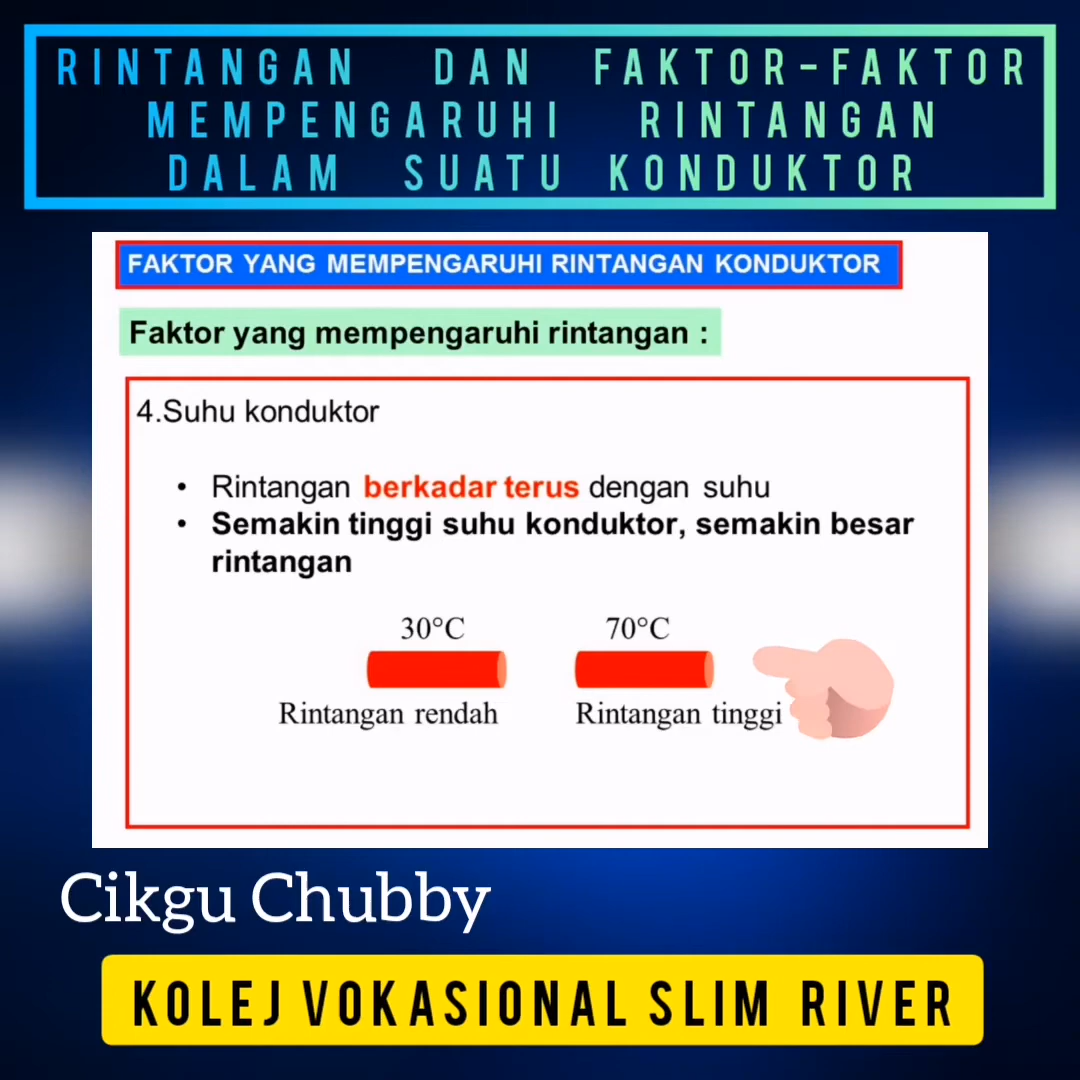 RINTANGAN DAN FAKTOR-FAKTOR
MEMPENGARUHI RINTANGAN
DALAM SUATU KONDUKTOR
FAKTOR YANG MEMPENGARUHI RINTANGAN KONDUKTOR
Faktor yang mempengaruhi rintangan :
4.Suhu konduktor
• Rintangan berkadar terus dengan suhu
• Semakin tinggi suhu konduktor, semakin besar
rintangan
30°C 70°C
Rintangan rendah Rintangan tinggi
Cikgu Chubby
KOLEJ VOKASIONAL SLIM RIVER